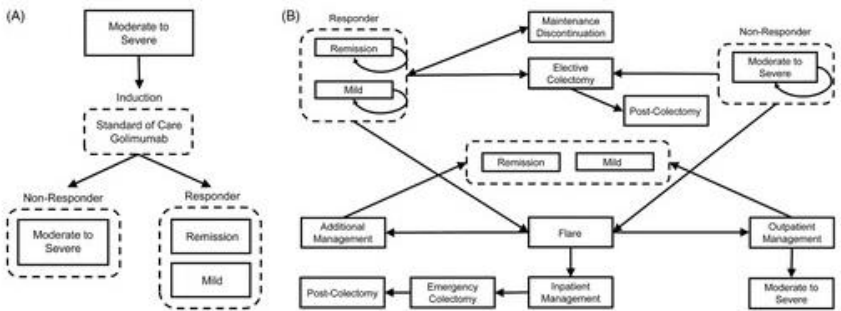 (A)
Moderate to
Severe
Induction
Standard of Care
Golimumab
Non-Responder
Moderate to
Severe
Responder
Remission
Mild
(B)
Responder
Remission
Mild
Maintenance
Discontinuation
Elective
Colectomy
Post-Colectomy
Non-Responder
Moderate to
Severe
Remission
Mild
Additional
Management
Flare
Outpatient
Management
Post-Colectomy
Emergency
Colectomy
Inpatient
Management
Moderate to
Severe